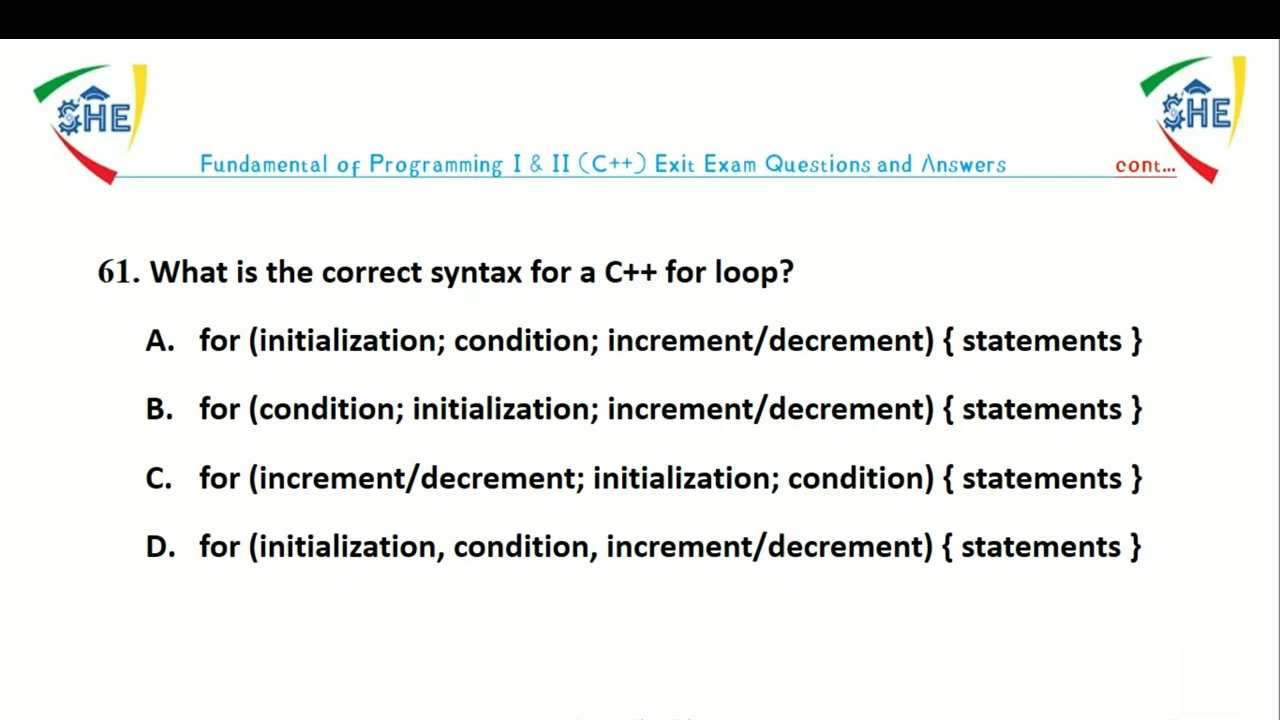 SHE
SHE
Fundamental of Programming I & II (C++) Exit Exam Questions and Answers cont...
61. What is the correct syntax for a C++ for loop?
A. for (initialization; condition; increment/decrement) { statements }
B. for (condition; initialization; increment/decrement) { statements }
C. for (increment/decrement; initialization; condition) { statements }
D. for (initialization, condition, increment/decrement) { statements }